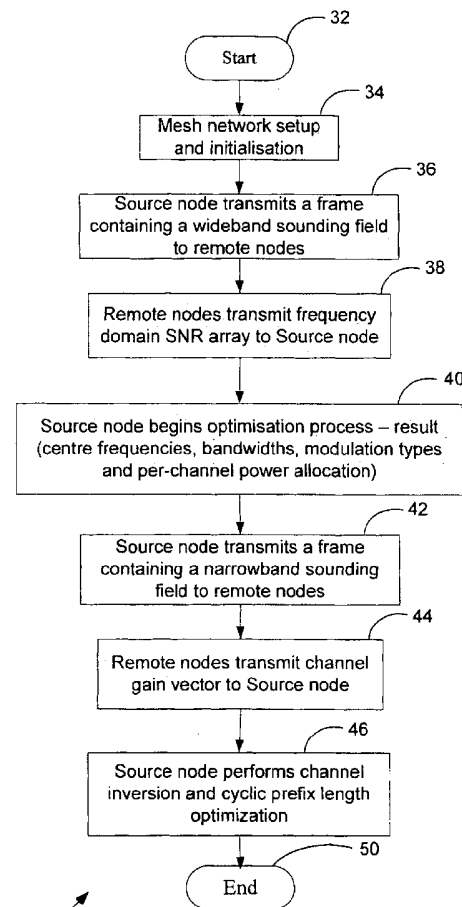 32
Start
34
Mesh network setup
and initialisation
36
Source node transmits a frame
containing a wideband sounding field
to remote nodes
38
Remote nodes transmit frequency
domain SNR array to Source node
40
Source node begins optimisation process – result
(centre frequencies, bandwidths, modulation types
and per-channel power allocation)
42
Source node transmits a frame
containing a narrowband sounding
field to remote nodes
44
Remote nodes transmit channel
gain vector to Source node
46
Source node performs channel
inversion and cyclic prefix length
optimization
50
End